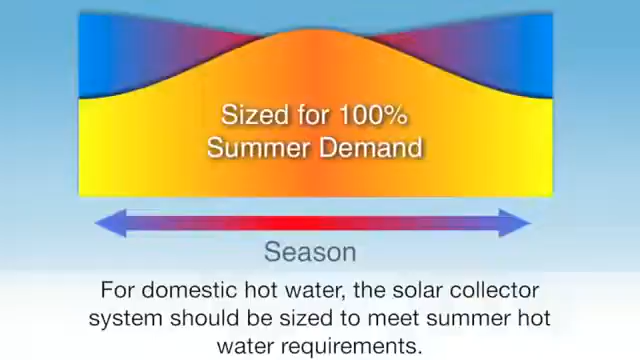 Sized for 100%
Summer Demand
Season
For domestic hot water, the solar collector
system should be sized to meet summer hot
water requirements.